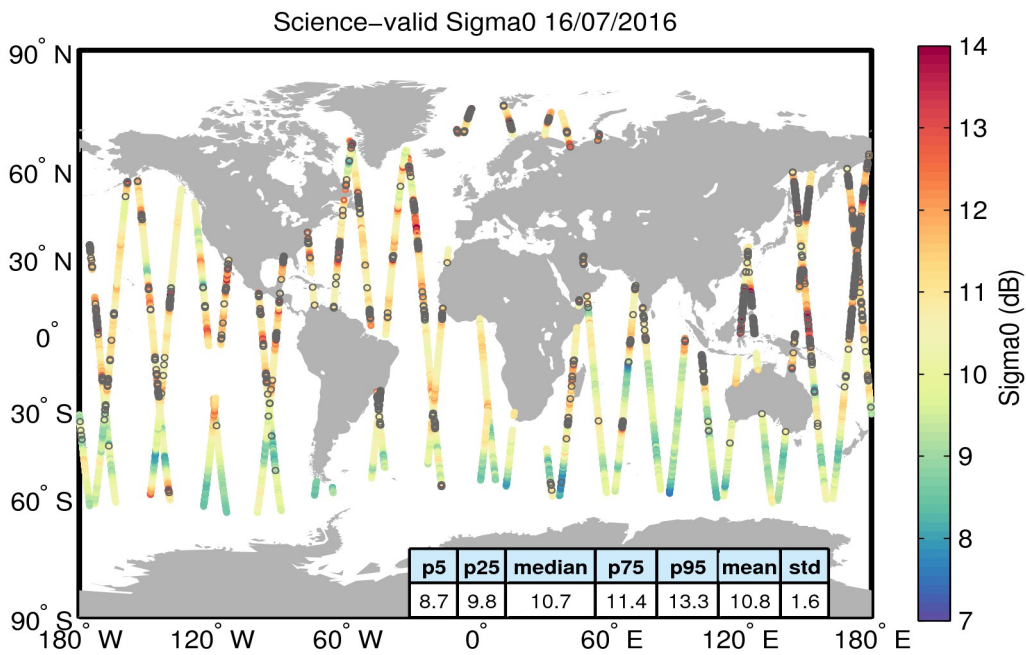 Science−valid Sigma0 16/07/2016
90° N
60° N
30° N
0°
30° S
60° S
90° S
180° W
120° W
60° W
0°
60° E
120° E
180° E
p5 p25 median p75 p95 mean std
8.7 9.8 10.7 11.4 13.3 10.8 1.6
14
13
12
11
10
9
8
7
Sigma0 (dB)